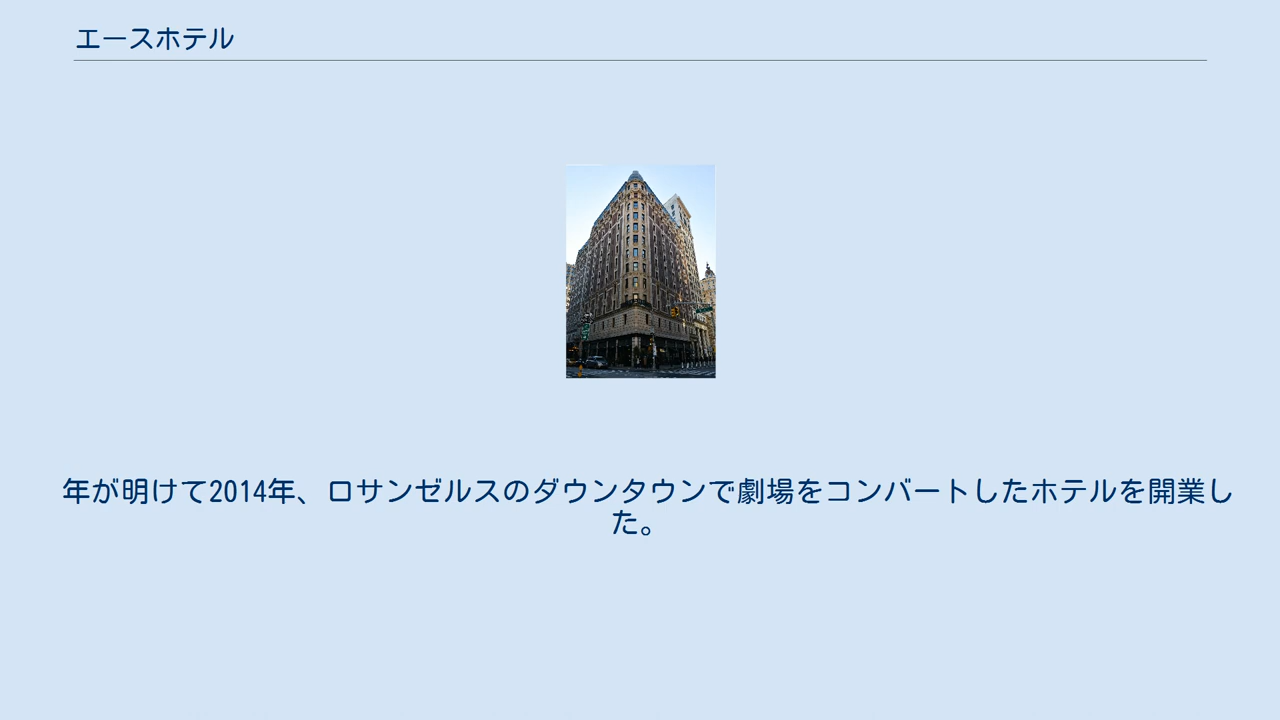 エースホテル
年が明けて2014年、ロサンゼルスのダウンタウンで劇場をコンバートしたホテルを開業し
た。